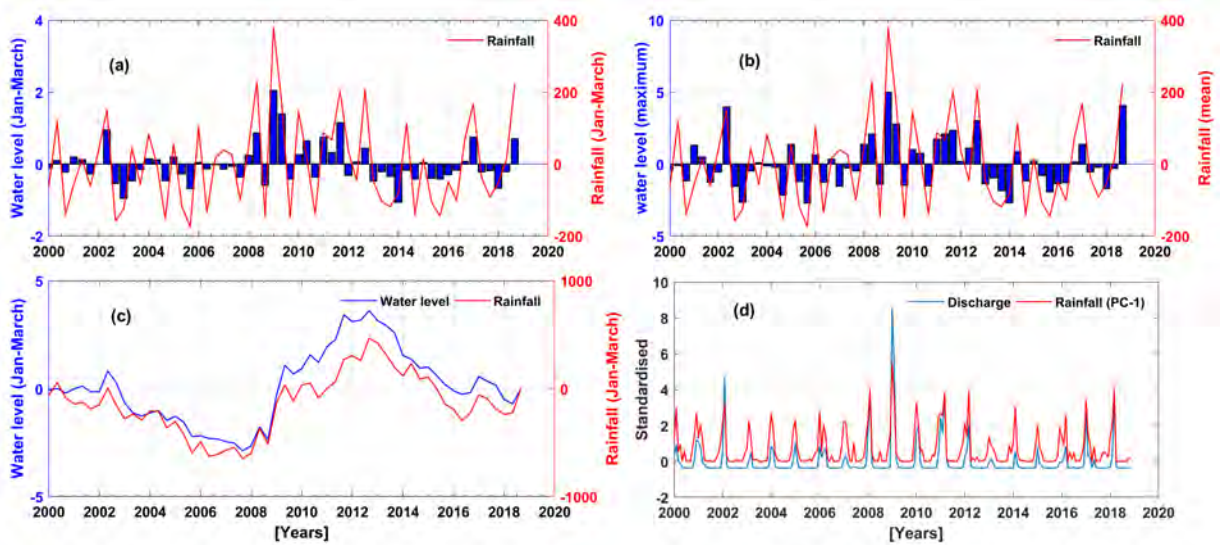 Water level (Jan-March)
4
2
0
-2
(a)
Rainfall
400
200
0
-200
Rainfall (Jan-March)
2000 2002 2004 2006 2008 2010 2012 2014 2016 2018 2020
water level (maximum)
10
5
0
-5
(b)
Rainfall
400
200
0
-200
Rainfall (mean)
2000 2002 2004 2006 2008 2010 2012 2014 2016 2018 2020
Water level (Jan-March)
5
0
-5
(c)
Water level Rainfall
1000
0
-1000
Rainfall (Jan-March)
2000 2002 2004 2006 2008 2010 2012 2014 2016 2018 2020
[Years]
Standardised
10
8
6
4
2
0
-2
(d)
Discharge Rainfall (PC-1)
2000 2002 2004 2006 2008 2010 2012 2014 2016 2018 2020
[Years]